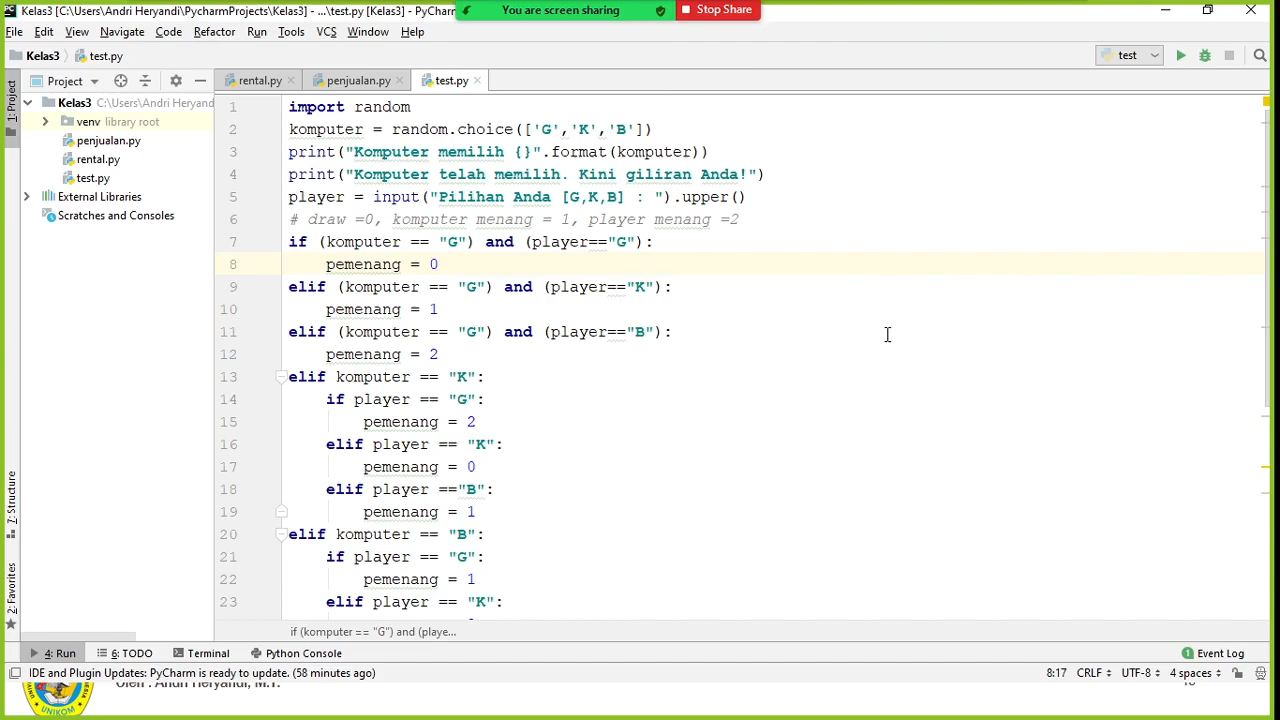 Kelas3 [C:\Users\Andri Heryandi\PycharmProjects\Kelas3] - ...\test.py [Kelas3] - PyCharm
You are screen sharing
Stop Share
File Edit View Navigate Code Refactor Run Tools VCS Window Help
Kelas3 test.py
test
1: Project
Project
rental.py
penjualan.py
test.py
Kelas3 C:\Users\Andri Heryand
venv library root
penjualan.py
rental.py
test.py
External Libraries
Scratches and Consoles
1 import random
2 komputer = random.choice(['G','K','B'])
3 print("Komputer memilih {}".format(komputer))
4 print("Komputer telah memilih. Kini giliran Anda!")
5 player = input("Pilihan Anda [G,K,B] : ").upper()
6 # draw =0, komputer menang = 1, player menang =2
7 if (komputer == "G") and (player=="G"):
8 pemenang = 0
9 elif (komputer == "G") and (player=="K"):
10 pemenang = 1
11 elif (komputer == "G") and (player=="B"):
12 pemenang = 2
13 elif komputer == "K":
14 if player == "G":
15 pemenang = 2
16 elif player == "K":
17 pemenang = 0
18 elif player =="B":
19 pemenang = 1
20 elif komputer == "B":
21 if player == "G":
22 pemenang = 1
23 elif player == "K":
if (komputer == "G") and (playe...
Z: Structure
2: Favorites
4: Run 6: TODO Terminal Python Console
1 Event Log
IDE and Plugin Updates: PyCharm is ready to update. (58 minutes ago)
8:17 CRLF UTF-8 4 spaces
Oleh : Andri Heryandi, M.T.